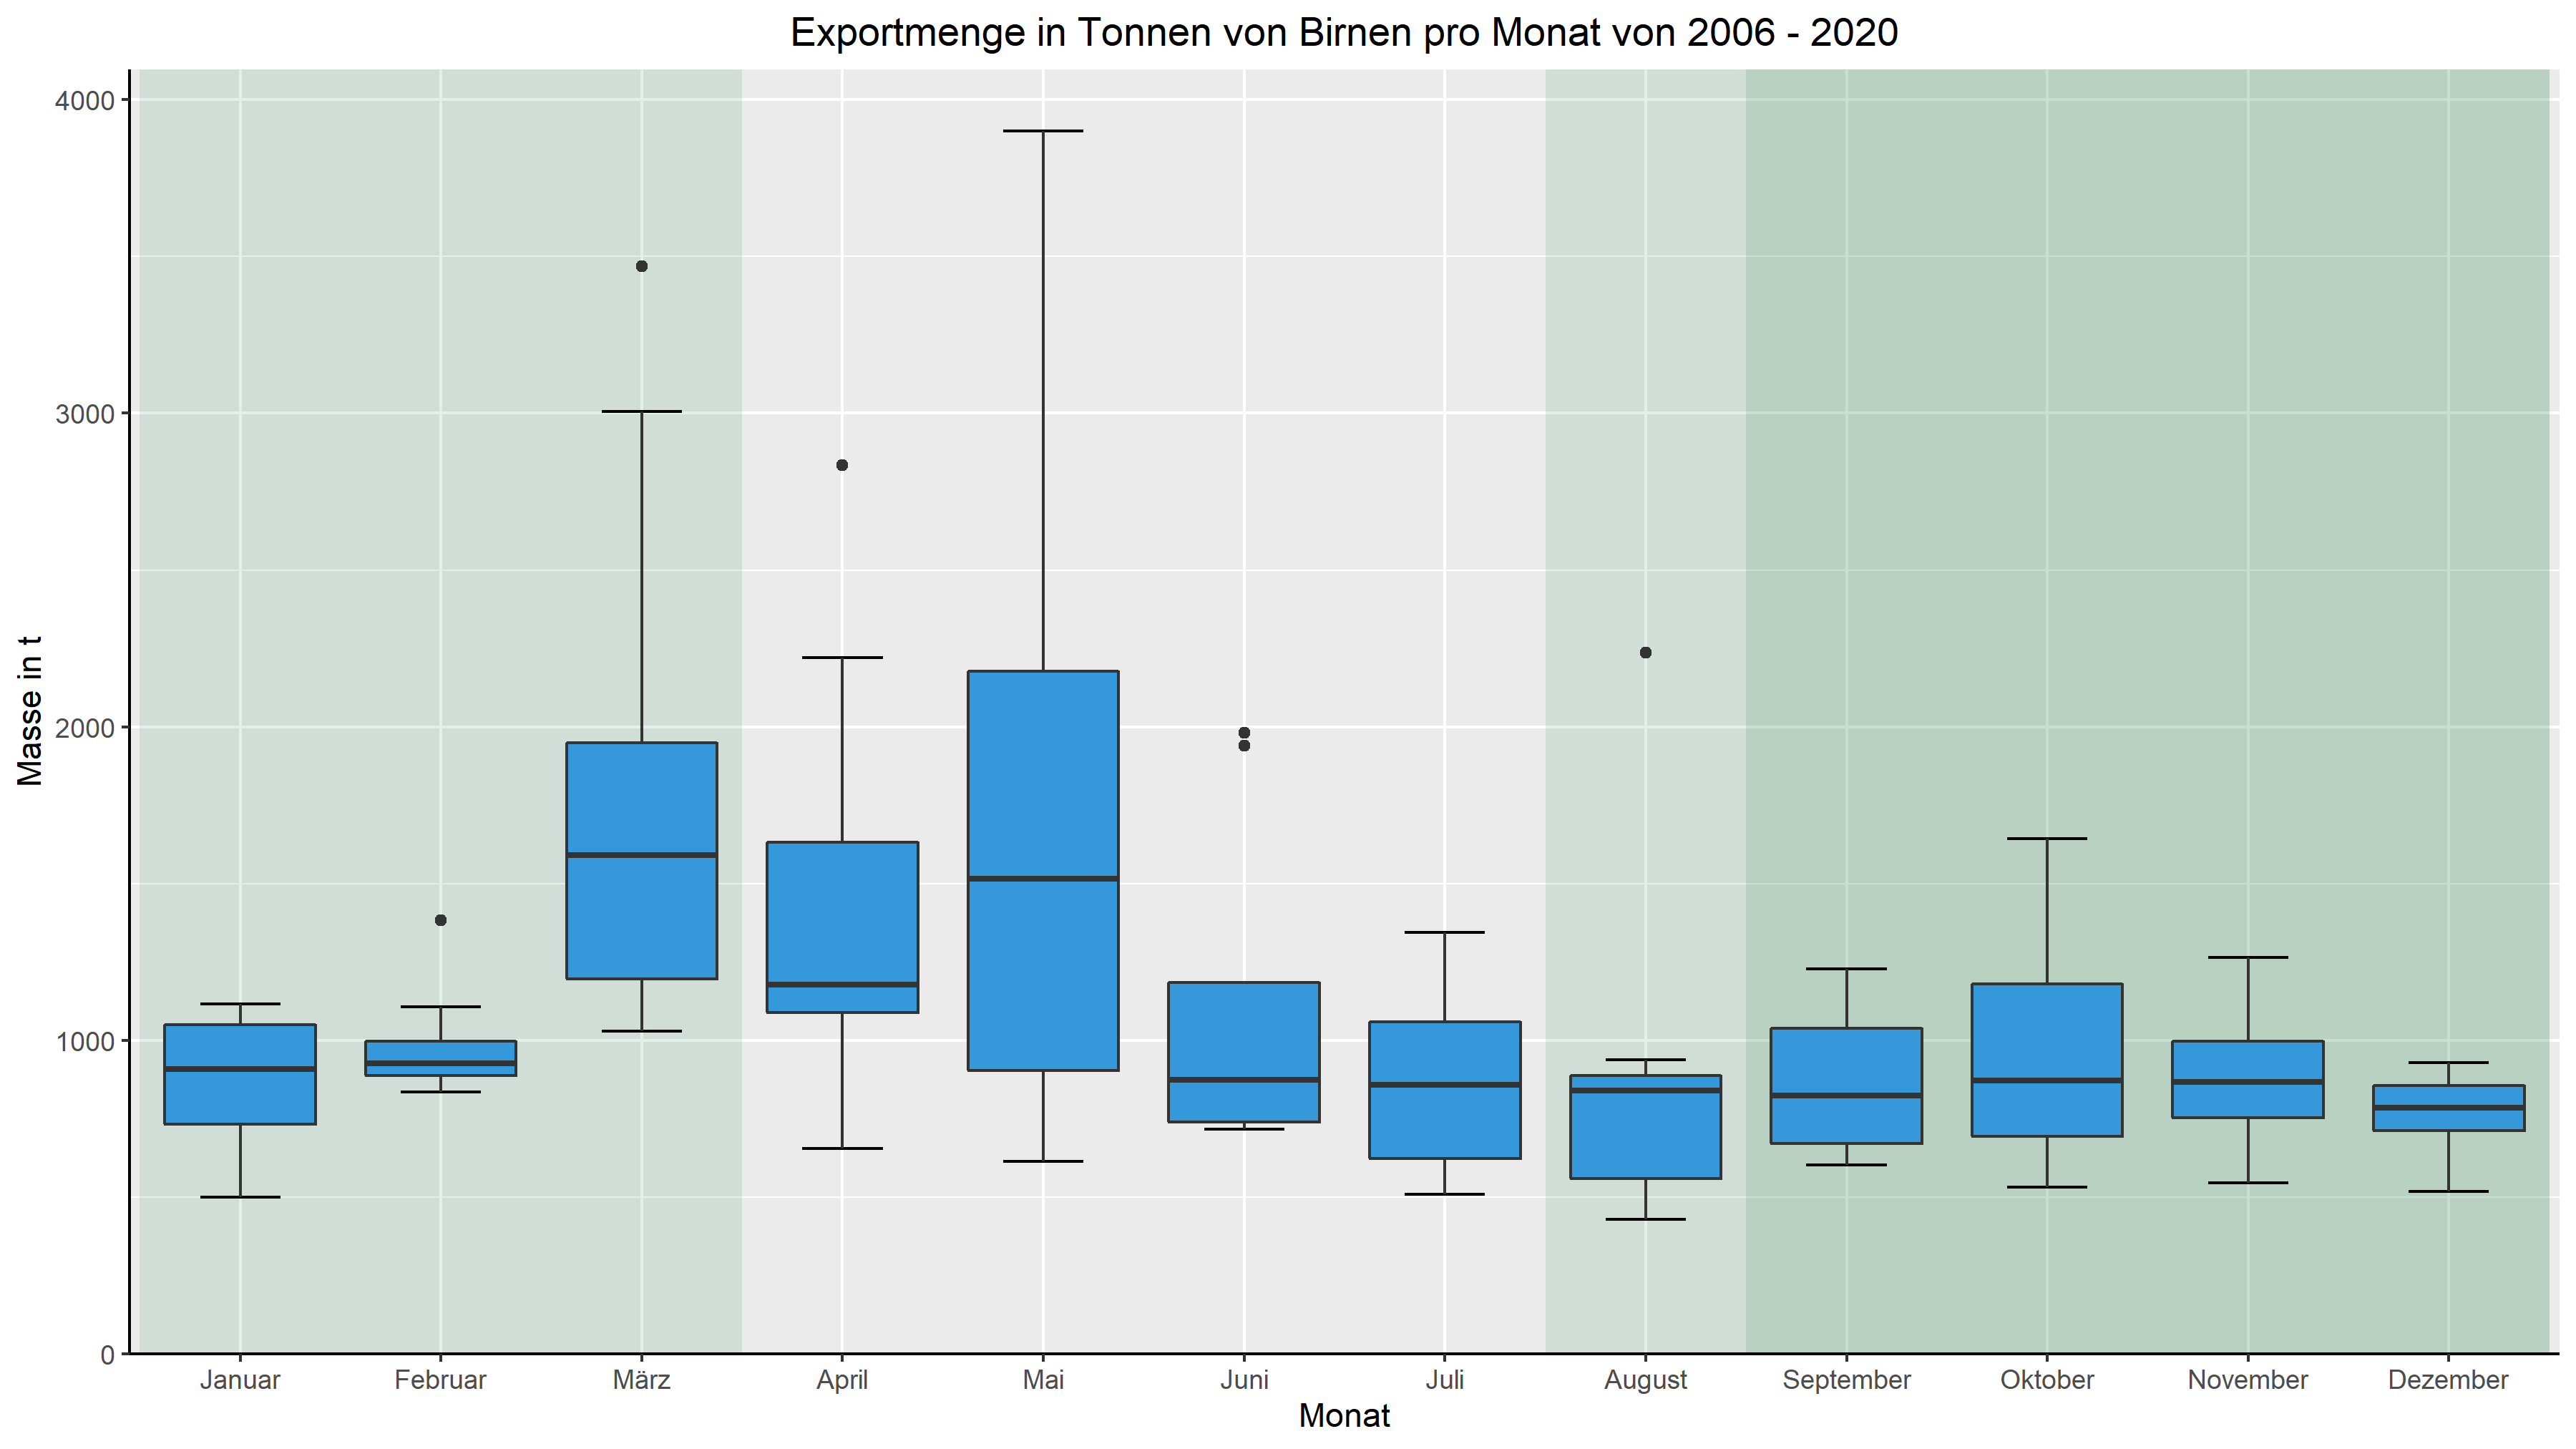 Exportmenge in Tonnen von Birnen pro Monat von 2006 - 2020
Masse in t
4000
3000
2000
1000
0
Januar Februar März April Mai Juni Juli August September Oktober November Dezember
Monat